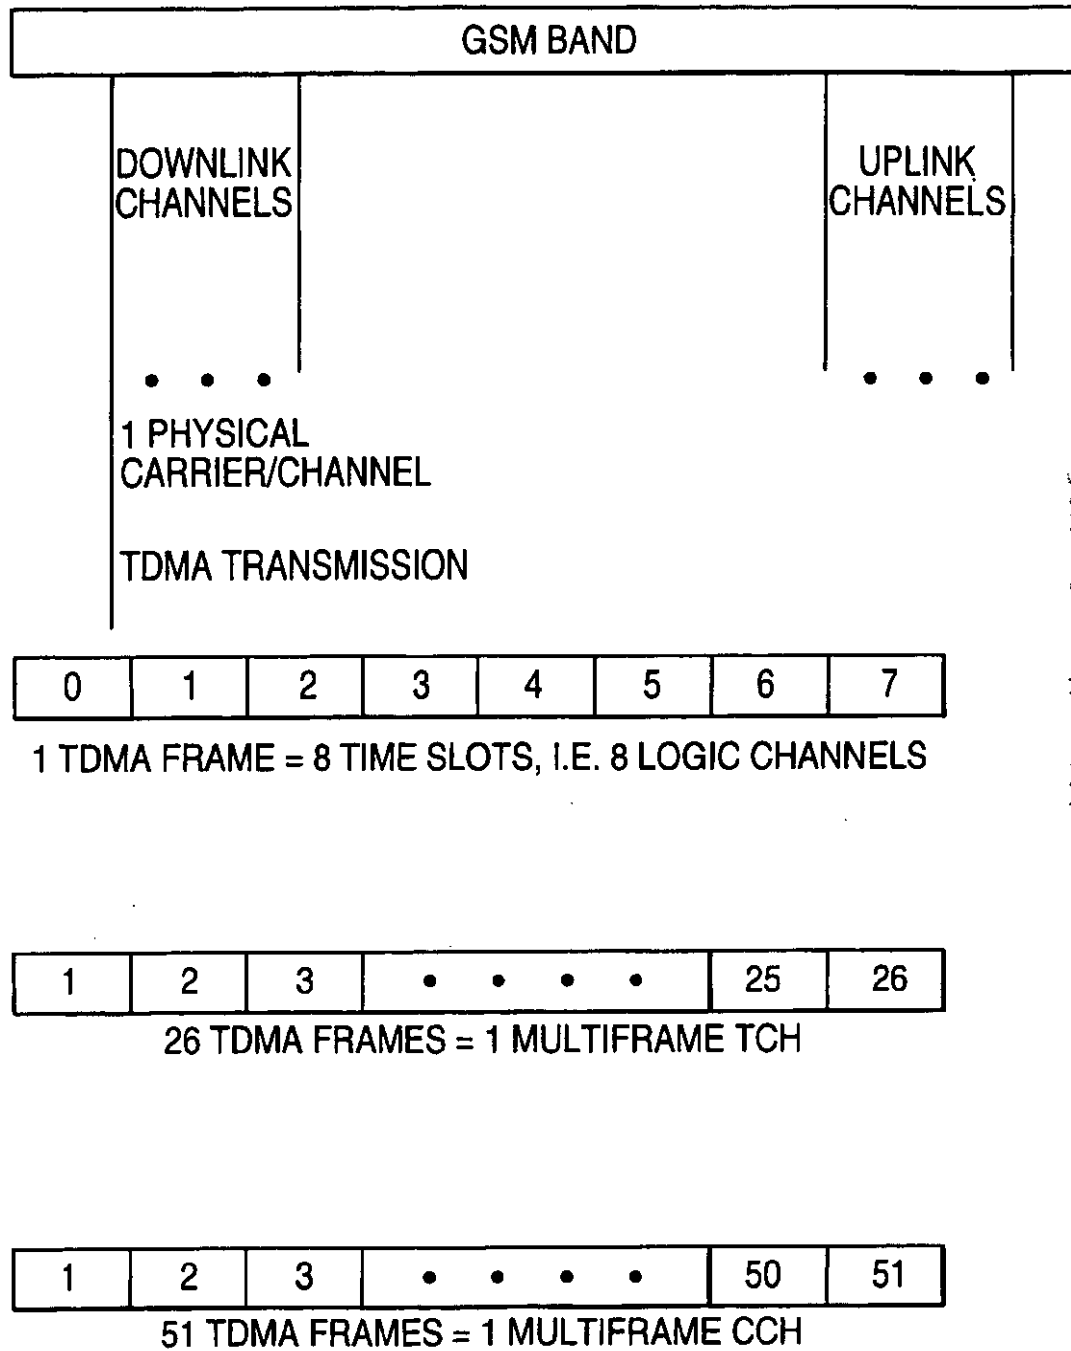 GSM BAND
DOWNLINK
CHANNELS
UPLINK
CHANNELS
• • •
• • •
1 PHYSICAL
CARRIER/CHANNEL
TDMA TRANSMISSION
0 1 2 3 4 5 6 7
1 TDMA FRAME = 8 TIME SLOTS, I.E. 8 LOGIC CHANNELS
1 2 3 • • • • 25 26
26 TDMA FRAMES = 1 MULTIFRAME TCH
1 2 3 • • • • 50 51
51 TDMA FRAMES = 1 MULTIFRAME CCH